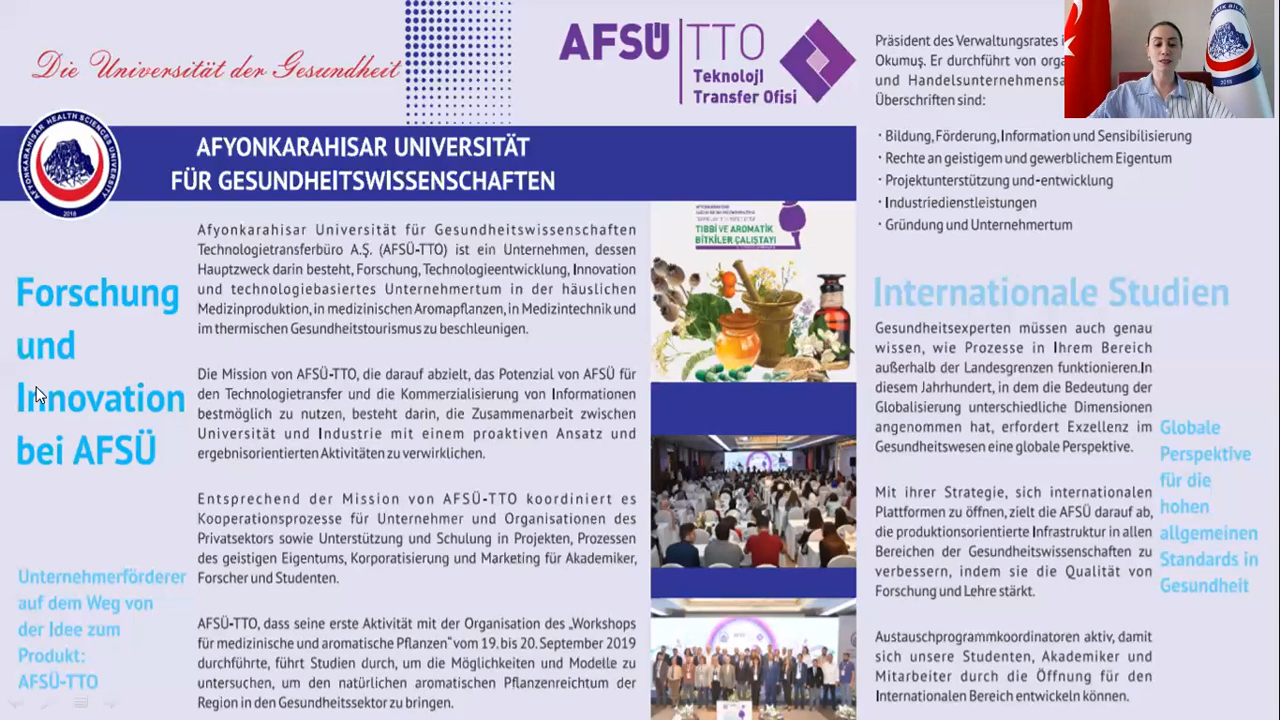 Die Universität der Gesundheit
AFSÜ
TTO
Teknoloji
Transfer Ofisi
AFYONKARAHISAR HEALTH SCIENCES UNIVERSITY
2018
AFYONKARAHISAR UNIVERSITÄT
FÜR GESUNDHEITSWISSENSCHAFTEN
Forschung
und
Innovation
bei AFSÜ
Unternehmerförderer
auf dem Weg von
der Idee zum
Produkt:
AFSÜ-TTO
Afyonkarahisar Universität für Gesundheitswissenschaften
Technologietransferbüro A.Ş. (AFSÜ-TTO) ist ein Unternehmen, dessen
Hauptzweck darin besteht, Forschung, Technologieentwicklung, Innovation
und technologiebasiertes Unternehmertum in der häuslichen
Medizinproduktion, in medizinischen Aromapflanzen, in Medizintechnik und
im thermischen Gesundheitstourismus zu beschleunigen.
Die Mission von AFSÜ-TTO, die darauf abzielt, das Potenzial von AFSÜ für
den Technologietransfer und die Kommerzialisierung von Informationen
bestmöglich zu nutzen, besteht darin, die Zusammenarbeit zwischen
Universität und Industrie mit einem proaktiven Ansatz und
ergebnisorientierten Aktivitäten zu verwirklichen.
Entsprechend der Mission von AFSÜ-TTO koordiniert es
Kooperationsprozesse für Unternehmer und Organisationen des
Privatsektors sowie Unterstützung und Schulung in Projekten, Prozessen
des geistigen Eigentums, Korporatisierung und Marketing für Akademiker,
Forscher und Studenten.
AFSÜ-TTO, dass seine erste Aktivität mit der Organisation des „Workshops
für medizinische und aromatische Pflanzen" vom 19. bis 20. September 2019
durchführte, führt Studien durch, um die Möglichkeiten und Modelle zu
untersuchen, um den natürlichen aromatischen Pflanzenreichtum der
Region in den Gesundheitssektor zu bringen.
TIBBİ VE AROMATİK
BİTKİLER ÇALIŞTAYI
Präsident des Verwaltungsrates
Okumuş. Er durchführt von
und Handelsunternehmensa
Überschriften sind:
· Bildung, Förderung, Information und Sensibilisierung
· Rechte an geistigem und gewerblichem Eigentum
· Projektunterstützung und-entwicklung
· Industriedienstleistungen
· Gründung und Unternehmertum
Internationale Studien
Gesundheitsexperten müssen auch genau
wissen, wie Prozesse in Ihrem Bereich
außerhalb der Landesgrenzen funktionieren.In
diesem Jahrhundert, in dem die Bedeutung der
Globalisierung unterschiedliche Dimensionen
angenommen hat, erfordert Exzellenz im
Gesundheitswesen eine globale Perspektive.
Mit ihrer Strategie, sich internationalen
Plattformen zu öffnen, zielt die AFSÜ darauf ab,
die produktionsorientierte Infrastruktur in allen
Bereichen der Gesundheitswissenschaften zu
verbessern, indem sie die Qualität von
Forschung und Lehre stärkt.
Austauschprogrammkoordinatoren aktiv, damit
sich unsere Studenten, Akademiker und
Mitarbeiter durch die Öffnung für den
Internationalen Bereich entwickeln können.
Globale
Perspektive
für die
hohen
allgemeinen
Standards in
Gesundheit